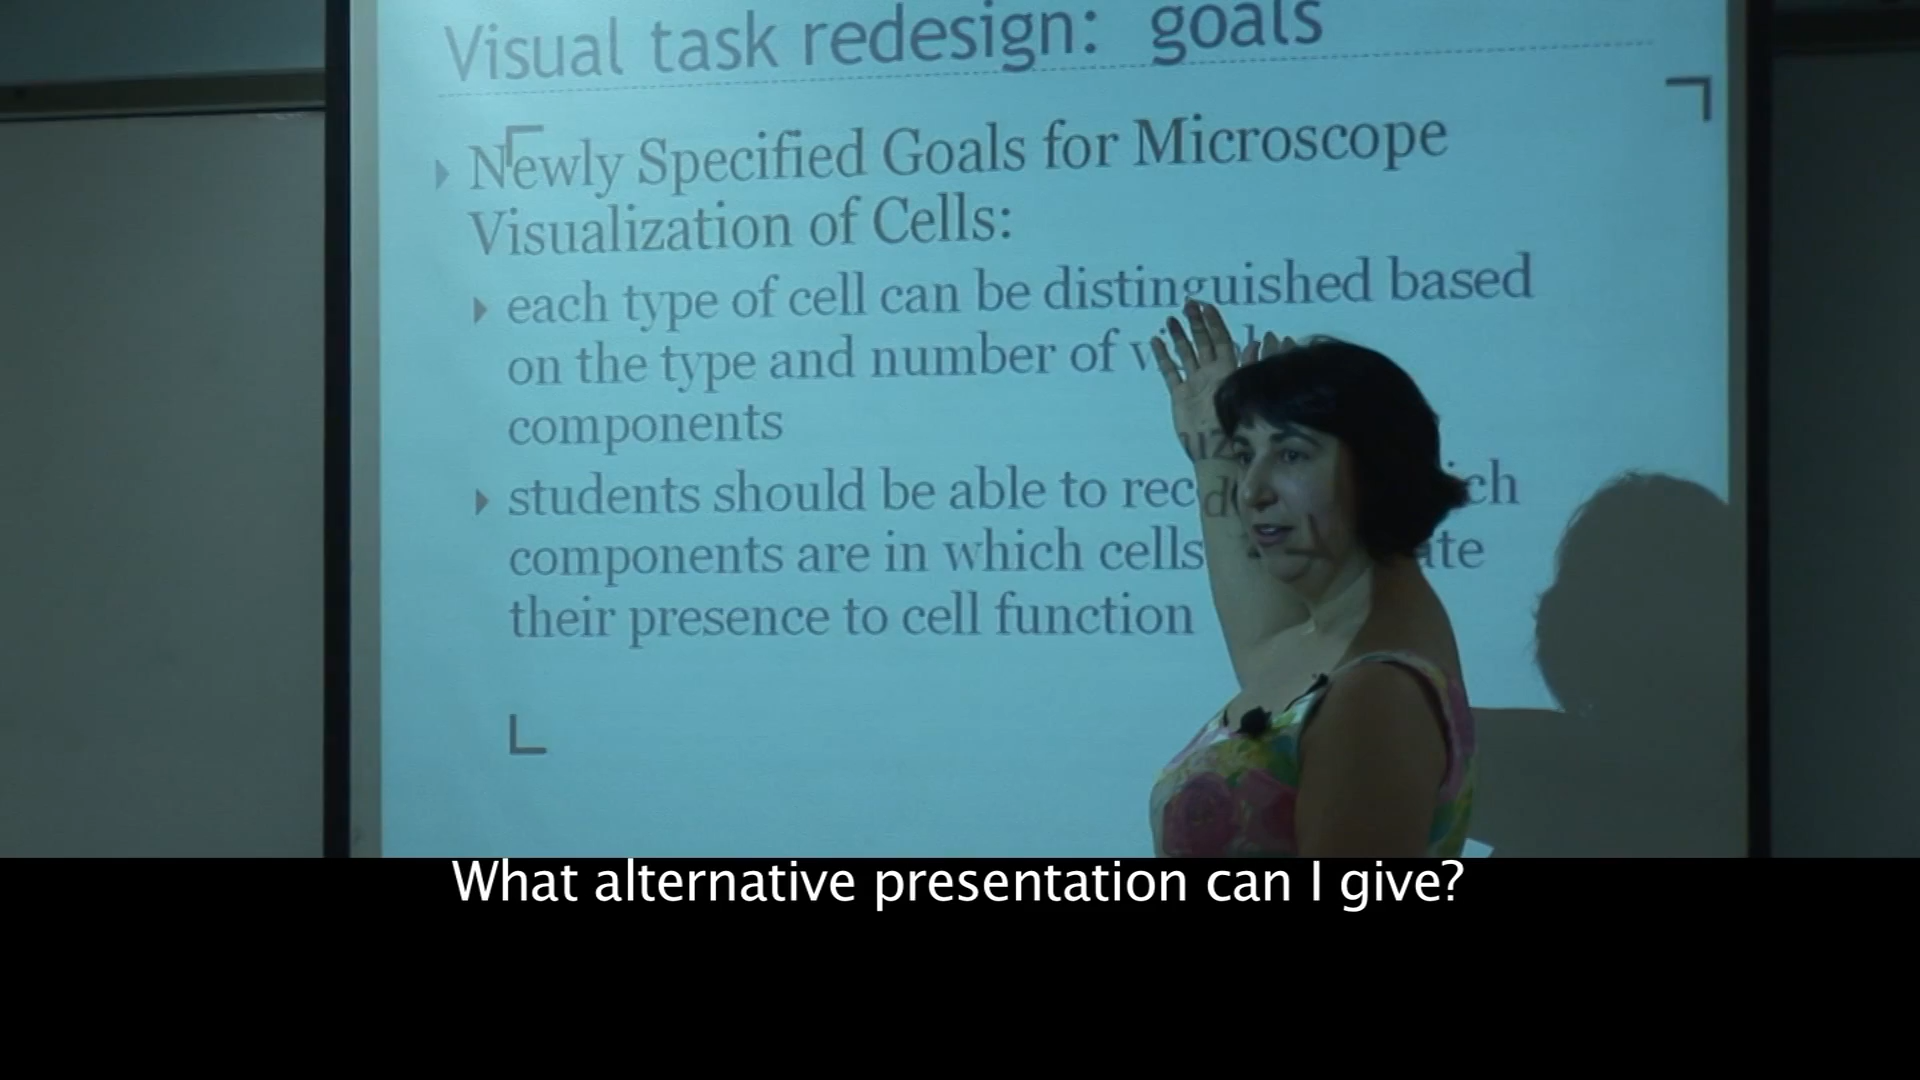 Visual task redesign: goals
Newly Specified Goals for Microscope
Visualization of Cells:
each type of cell can be distinguished based
on the type and number of
components
students should be able to
components are in which cells
their presence to cell function
What alternative presentation can I give?